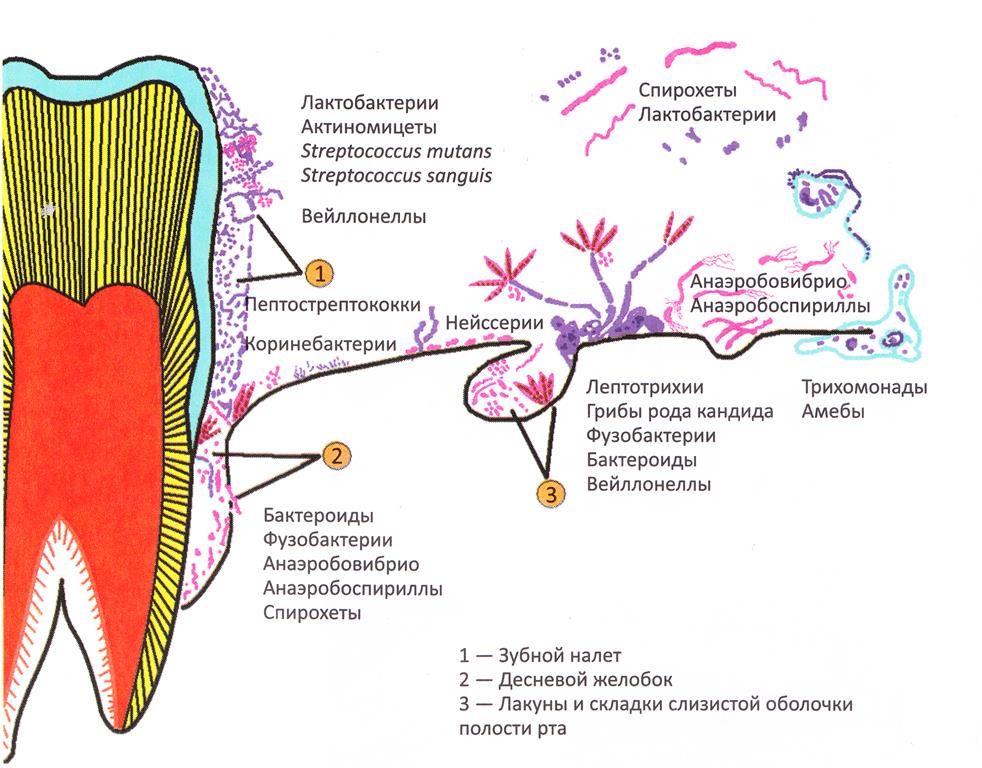 Лактобактерии
Актиномицеты
Streptococcus mutans
Streptococcus sanguis
Вейллонеллы
1
Пептострептококки
Коринебактерии
Нейссерии
Спирохеты
Лактобактерии
Анаэробовибрио
Анаэробоспириллы
Лептотрихии
Грибы рода кандида
Фузобактерии
Бактероиды
Вейллонеллы
Трихомонады
Амебы
2
3
Бактероиды
Фузобактерии
Анаэробовибрио
Анаэробоспириллы
Спирохеты
1 — Зубной налет
2 — Десневой желобок
3 — Лакуны и складки слизистой оболочки
полости рта